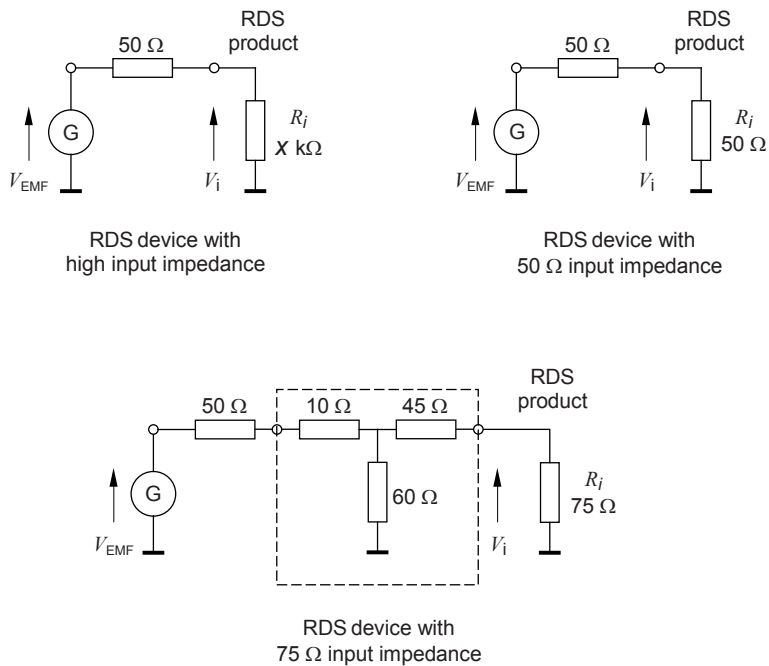 RDS
product
50 Ω
G
V_EMF
V_i
R_i
x kΩ
RDS device with
high input impedance
RDS
product
50 Ω
G
V_EMF
V_i
R_i
50 Ω
RDS device with
50 Ω input impedance
RDS
product
50 Ω
10 Ω
45 Ω
G
V_EMF
60 Ω
V_i
R_i
75 Ω
RDS device with
75 Ω input impedance